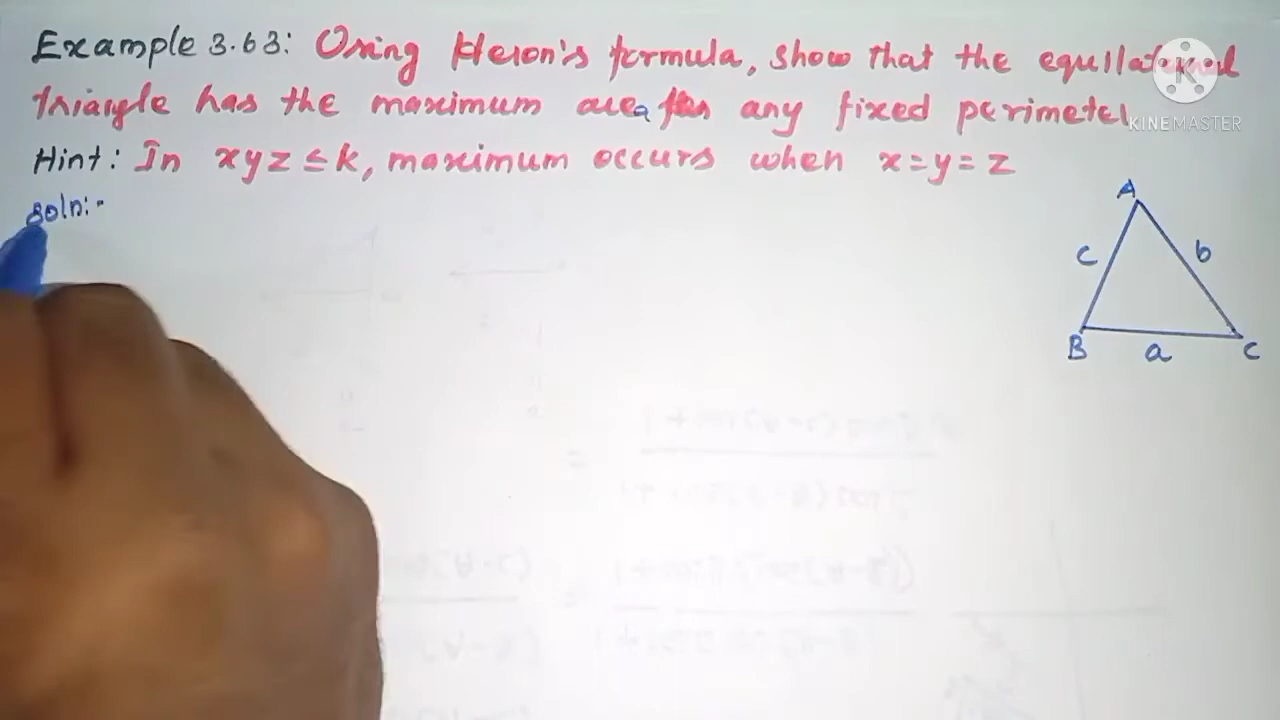 Example 3.63: Using Heron's formula, show that the equilateral
triangle has the maximum area for any fixed perimeter
KINEMASTER
Hint: In xyz ≤ k, maximum occurs when x = y = z
Soln:-
A
c b
B a C